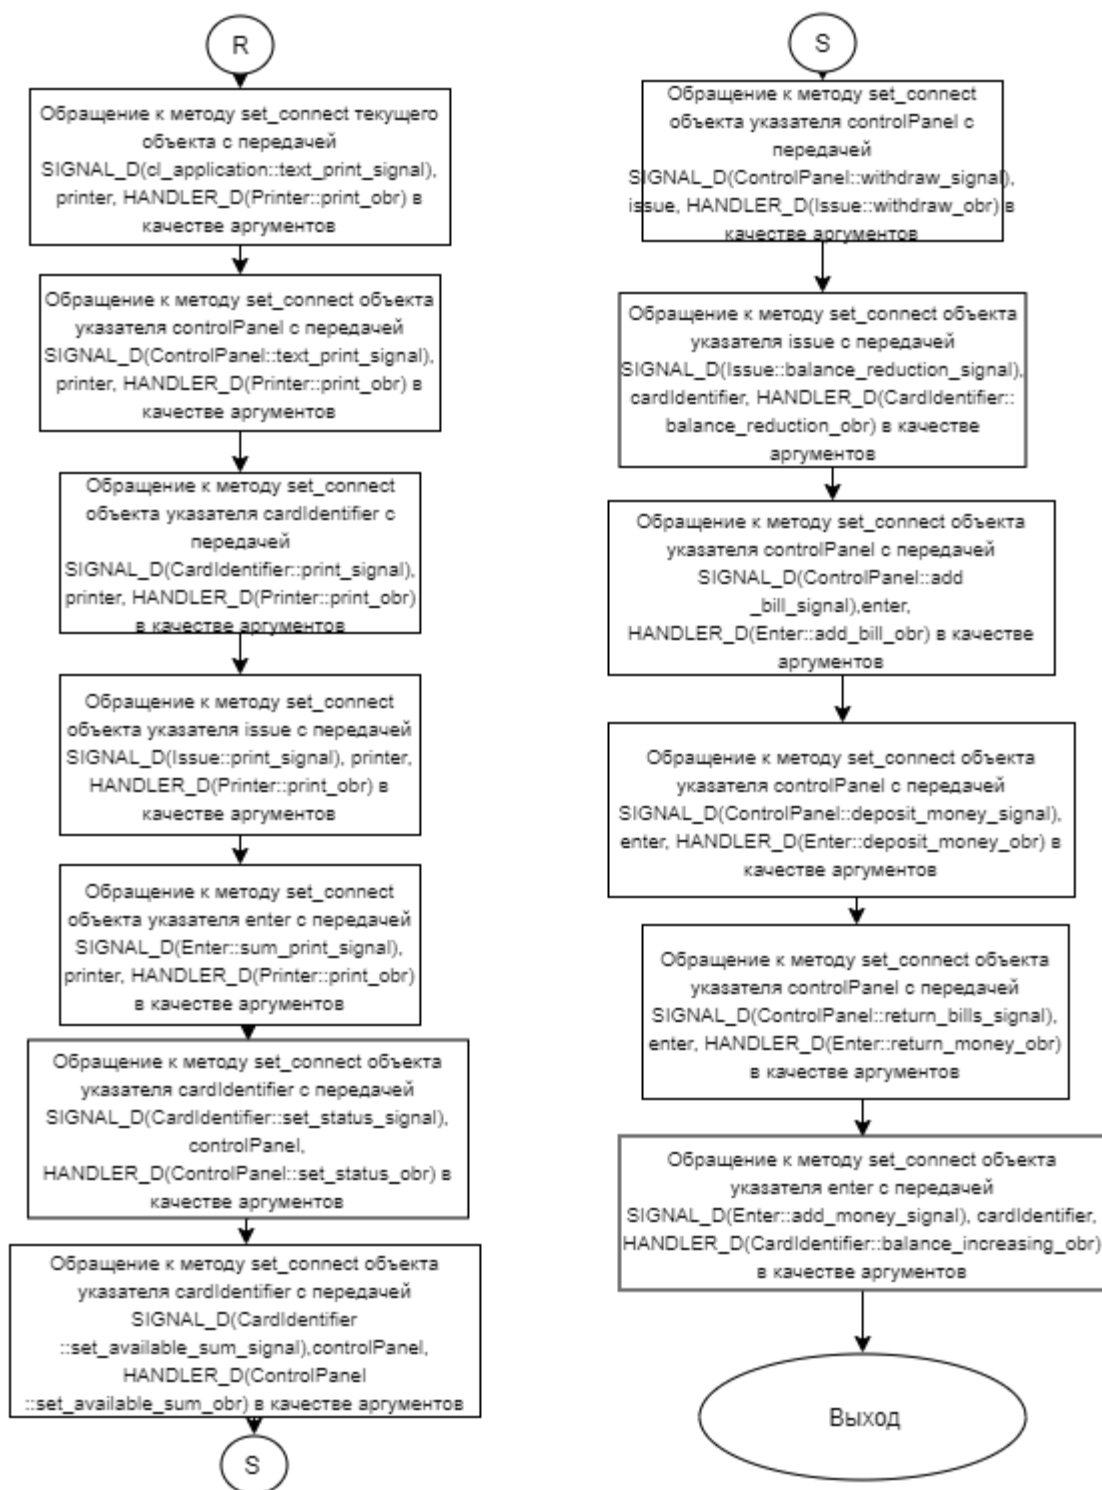 R
Обращение к методу set_connect текущего
объекта с передачей
SIGNAL_D(cl_application::text_print_signal),
printer, HANDLER_D(Printer::print_obr) в
качестве аргументов
Обращение к методу set_connect объекта
указателя controlPanel с передачей
SIGNAL_D(ControlPanel::text_print_signal),
printer, HANDLER_D(Printer::print_obr) в
качестве аргументов
Обращение к методу set_connect
объекта указателя cardIdentifier с
передачей
SIGNAL_D(CardIdentifier::print_signal),
printer, HANDLER_D(Printer::print_obr)
в качестве аргументов
Обращение к методу set_connect
объекта указателя issue с передачей
SIGNAL_D(Issue::print_signal), printer,
HANDLER_D(Printer::print_obr) в
качестве аргументов
Обращение к методу set_connect
объекта указателя enter с передачей
SIGNAL_D(Enter::sum_print_signal),
printer, HANDLER_D(Printer::print_obr)
в качестве аргументов
Обращение к методу set_connect объекта
указателя cardIdentifier с передачей
SIGNAL_D(CardIdentifier::set_status_signal),
controlPanel,
HANDLER_D(ControlPanel::set_status_obr) в
качестве аргументов
Обращение к методу set_connect объекта
указателя cardIdentifier с передачей
SIGNAL_D(CardIdentifier
::set_available_sum_signal),controlPanel,
HANDLER_D(ControlPanel
::set_available_sum_obr) в качестве аргументов
S
S
Обращение к методу set_connect
объекта указателя controlPanel с
передачей
SIGNAL_D(ControlPanel::withdraw_signal),
issue, HANDLER_D(Issue::withdraw_obr) в
качестве аргументов
Обращение к методу set_connect объекта
указателя issue с передачей
SIGNAL_D(Issue::balance_reduction_signal),
cardIdentifier, HANDLER_D(CardIdentifier::
balance_reduction_obr) в качестве
аргументов
Обращение к методу set_connect объекта
указателя controlPanel с передачей
SIGNAL_D(ControlPanel::add
_bill_signal),enter,
HANDLER_D(Enter::add_bill_obr) в качестве
аргументов
Обращение к методу set_connect объекта
указателя controlPanel с передачей
SIGNAL_D(ControlPanel::deposit_money_signal),
enter, HANDLER_D(Enter::deposit_money_obr) в
качестве аргументов
Обращение к методу set_connect объекта
указателя controlPanel с передачей
SIGNAL_D(ControlPanel::return_bills_signal),
enter, HANDLER_D(Enter::return_money_obr)
в качестве аргументов
Обращение к методу set_connect объекта
указателя enter с передачей
SIGNAL_D(Enter::add_money_signal), cardIdentifier,
HANDLER_D(CardIdentifier::balance_increasing_obr)
в качестве аргументов
Выход